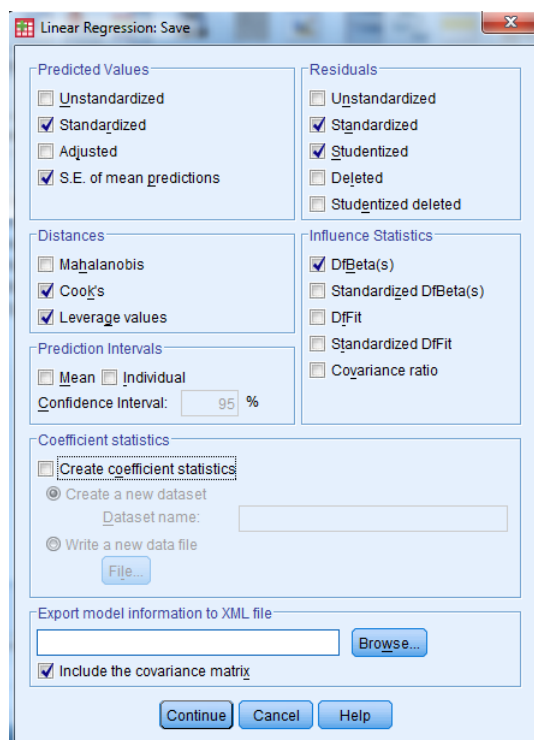 Linear Regression: Save
Predicted Values
Unstandardized
Standardized
Adjusted
S.E. of mean predictions
Residuals
Unstandardized
Standardized
Studentized
Deleted
Studentized deleted
Distances
Mahalanobis
Cook's
Leverage values
Influence Statistics
DfBeta(s)
Standardized DfBeta(s)
DfFit
Standardized DfFit
Covariance ratio
Prediction Intervals
Mean Individual
Confidence Interval: 95 %
Coefficient statistics
Create coefficient statistics
Create a new dataset
Dataset name:
Write a new data file
File...
Export model information to XML file
Browse...
Include the covariance matrix
Continue Cancel Help